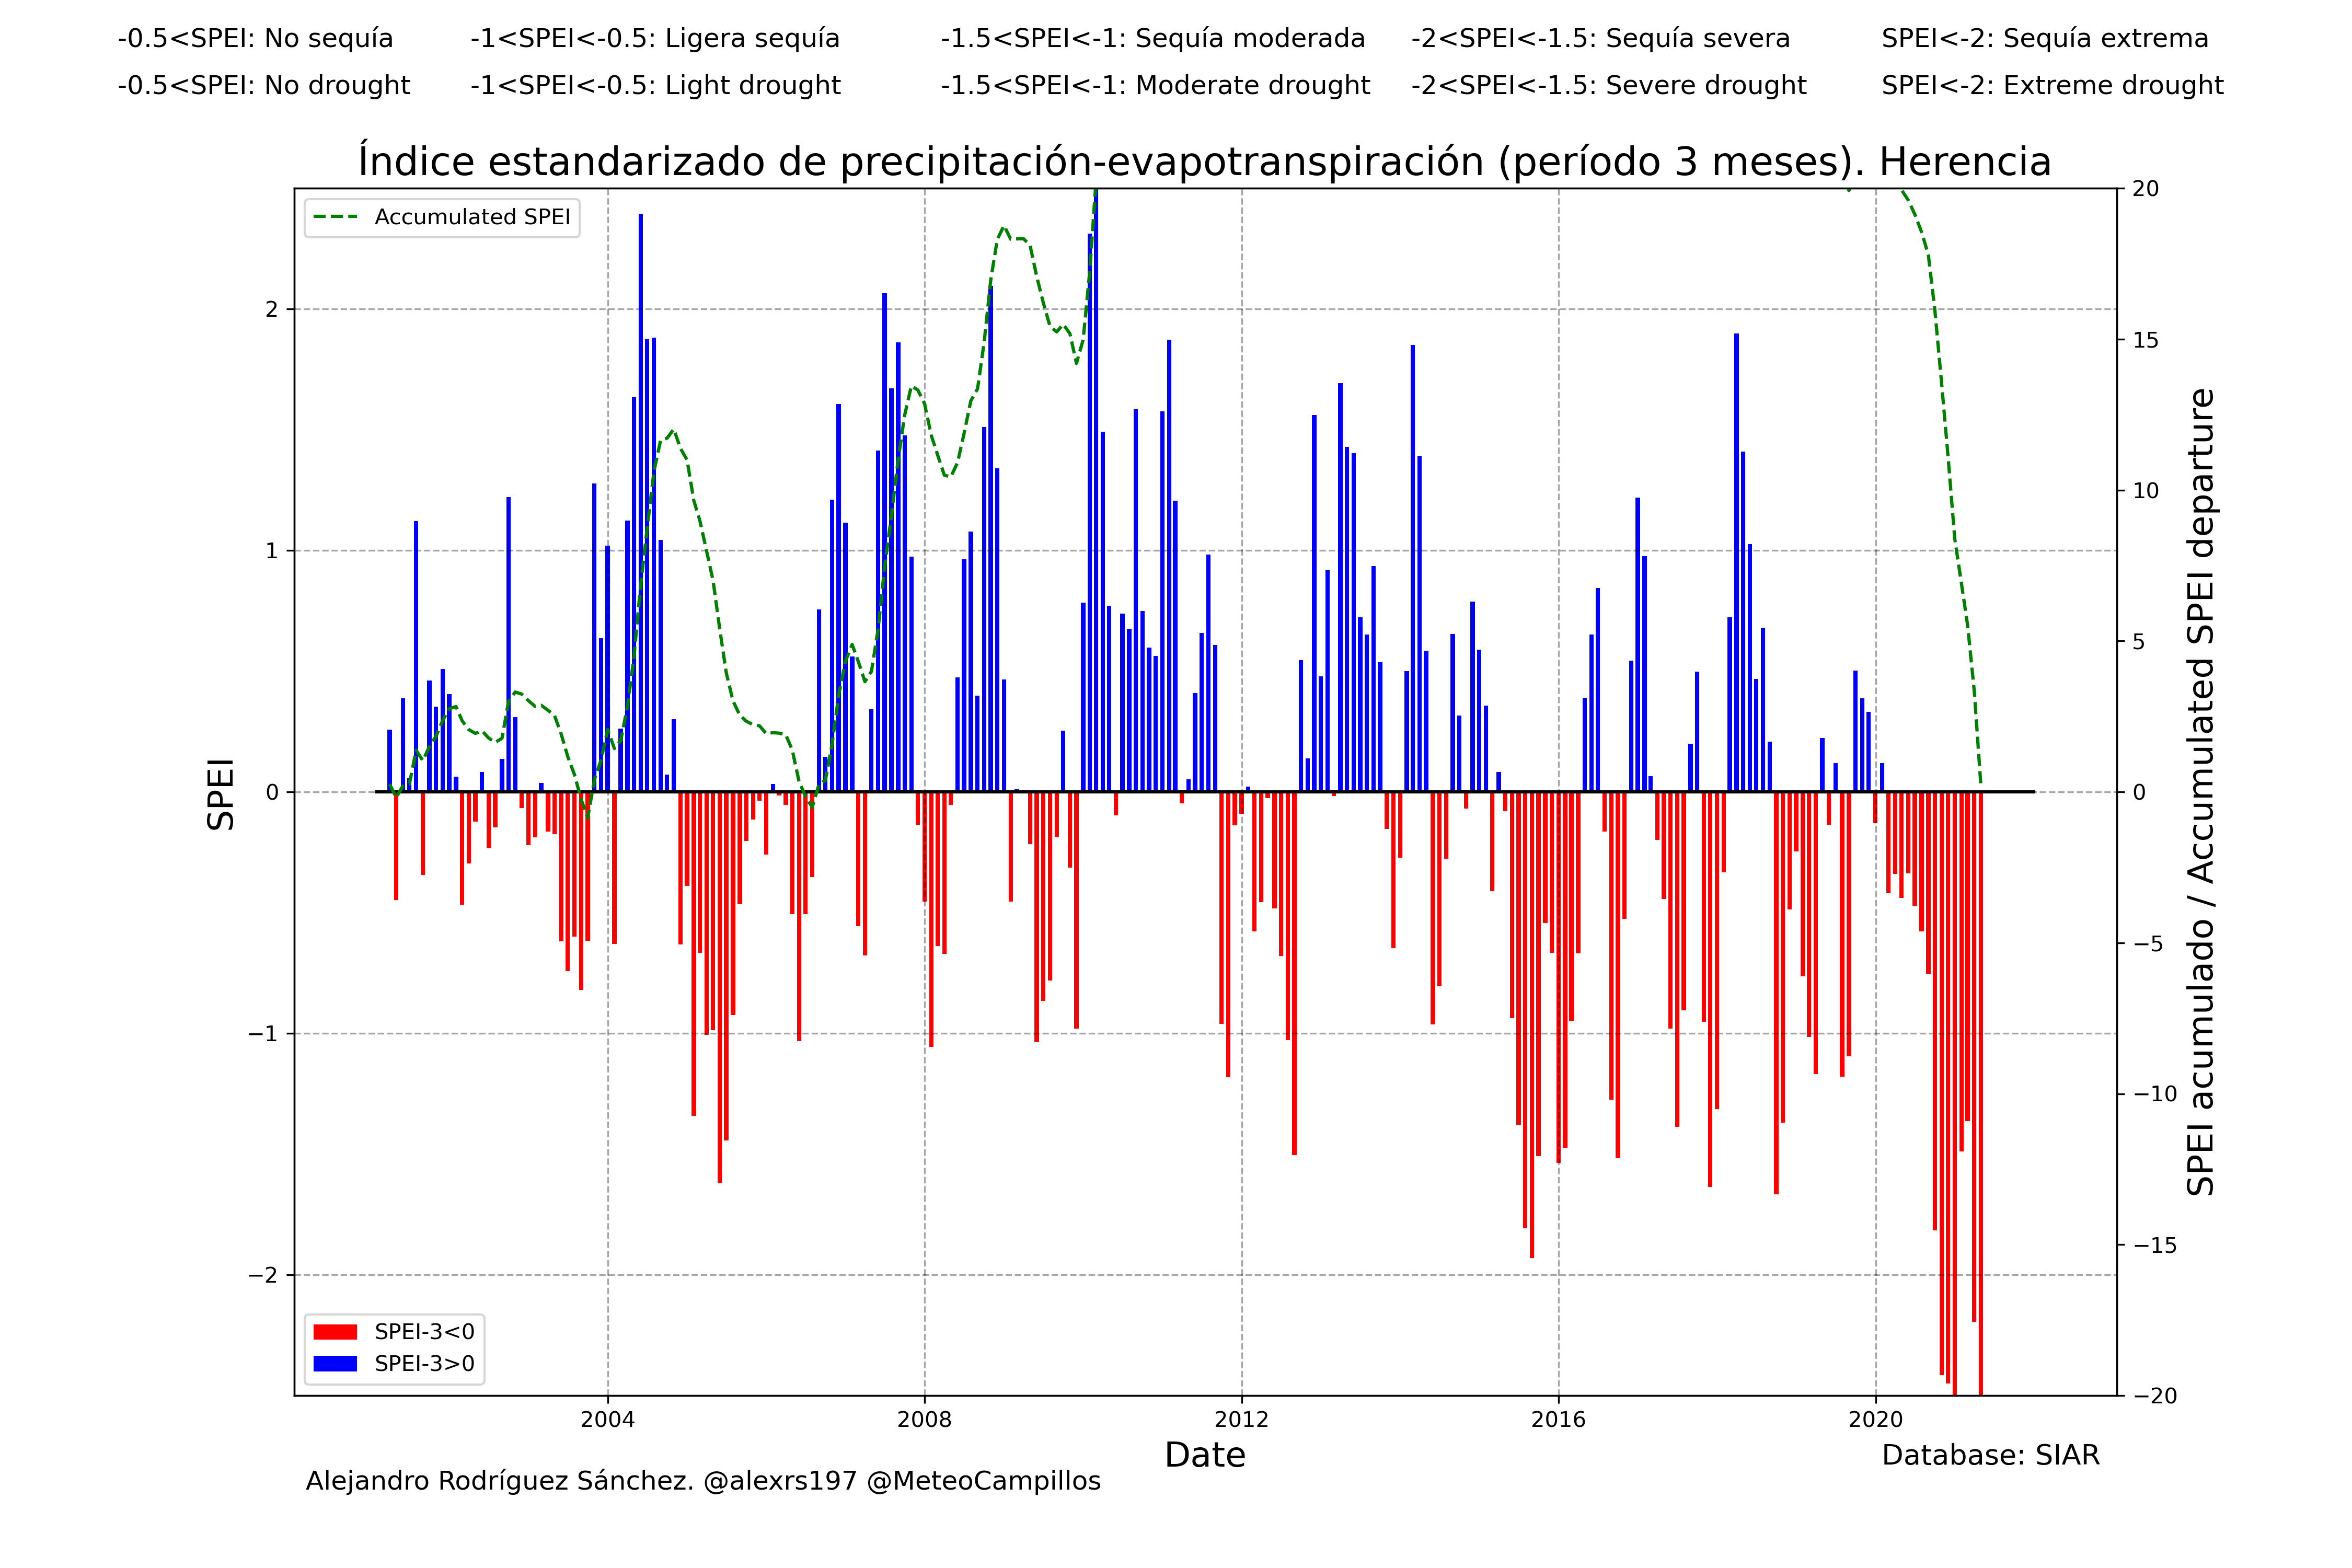 -0.5<SPEI: No sequía -1<SPEI<-0.5: Ligera sequía -1.5<SPEI<-1: Sequía moderada -2<SPEI<-1.5: Sequía severa SPEI<-2: Sequía extrema
-0.5<SPEI: No drought -1<SPEI<-0.5: Light drought -1.5<SPEI<-1: Moderate drought -2<SPEI<-1.5: Severe drought SPEI<-2: Extreme drought
Índice estandarizado de precipitación-evapotranspiración (período 3 meses). Herencia
Accumulated SPEI
SPEI
2
1
0
−1
−2
20
15
10
5
0
−5
−10
−15
−20
SPEI acumulado / Accumulated SPEI departure
SPEI-3<0
SPEI-3>0
2004 2008 2012 2016 2020
Date
Database: SIAR
Alejandro Rodríguez Sánchez. @alexrs197 @MeteoCampillos